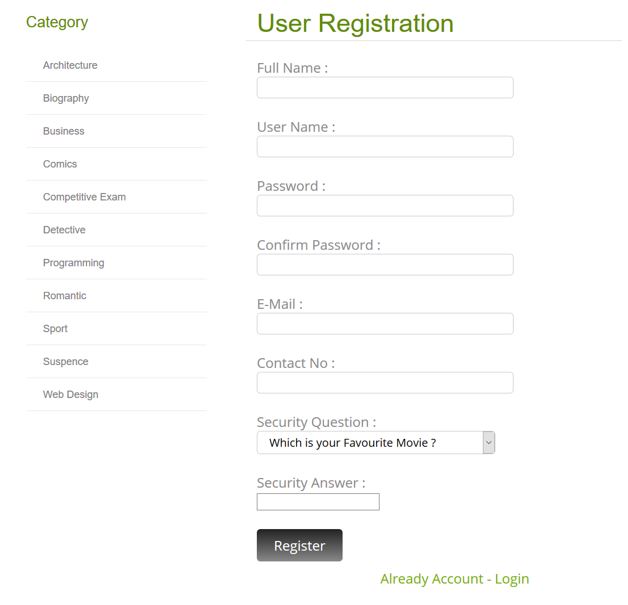 Category
Architecture
Biography
Business
Comics
Competitive Exam
Detective
Programming
Romantic
Sport
Suspence
Web Design
User Registration
Full Name :
User Name :
Password :
Confirm Password :
E-Mail :
Contact No :
Security Question :
Which is your Favourite Movie ?
Security Answer :
Register
Already Account - Login